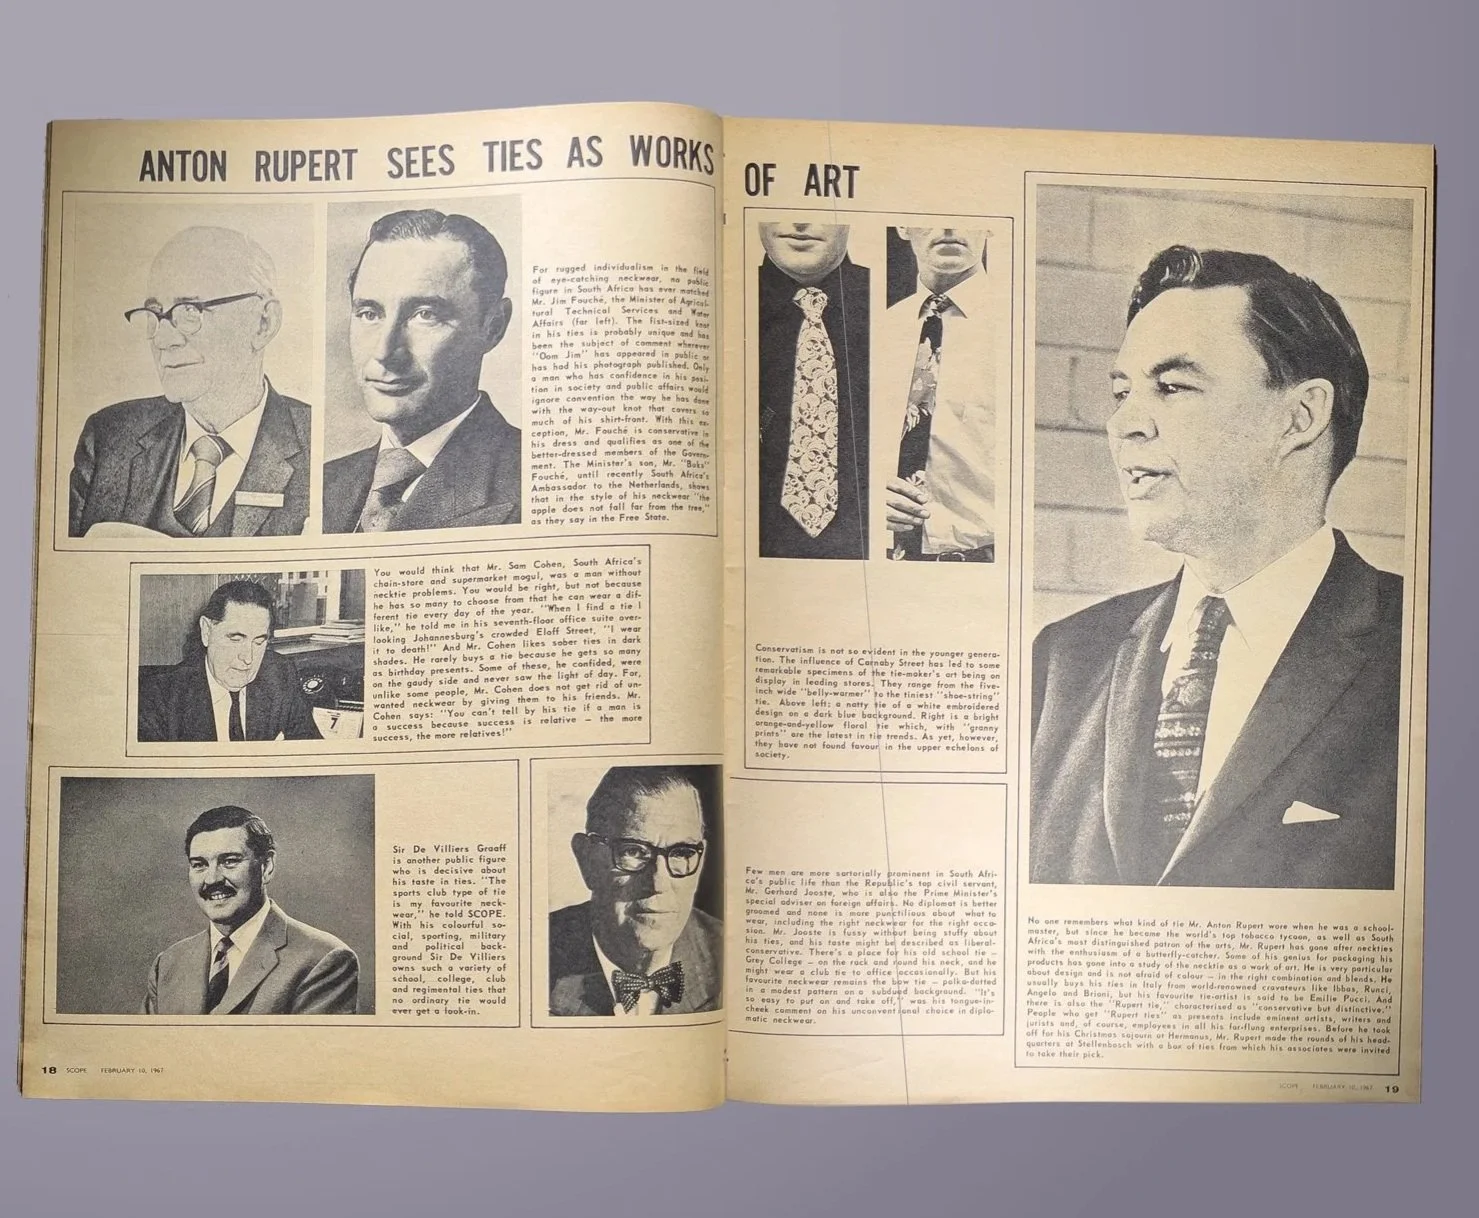 ANTON RUPERT SEES TIES AS WORKS OF ART
For rugged individualism in the field
of eye-catching neckwear, no public
figure in South Africa has ever matched
Mr. Jim Fouché, the Minister of Agricul-
tural Technical Services and Water
Affairs (far left). The fist-sized knot
in his ties is probably unique and has
been the subject of comment wherever
"Oom Jim" has appeared in public or
has had his photograph published. Only
a man who has confidence in his posi-
tion in society and public affairs would
ignore convention the way he has done
with the way-out knot that covers so
much of his shirt-front. With this ex-
ception, Mr. Fouché is conservative in
his dress and qualifies as one of the
better-dressed members of the Govern-
ment. The Minister's son, Mr. "Buks"
Fouché, until recently South Africa's
Ambassador to the Netherlands, shows
that in the style of his neckwear "the
apple does not fall far from the tree,"
as they say in the Free State.
You would think that Mr. Sam Cohen, South Africa's
chain-store and supermarket mogul, was a man without
necktie problems. You would be right, but not because
he has so many to choose from that he can wear a dif-
ferent tie every day of the year. "When I find a tie I
like," he told me in his seventh-floor office suite over-
looking Johannesburg's crowded Eloff Street, "I wear
it to death!" And Mr. Cohen likes sober ties in dark
shades. He rarely buys a tie because he gets so many
as birthday presents. Some of these, he confided, were
on the gaudy side and never saw the light of day. For,
unlike some people, Mr. Cohen does not get rid of un-
wanted neckwear by giving them to his friends. Mr.
Cohen says: "You can't tell by his tie if a man is
a success because success is relative — the more
success, the more relatives!"
7
Sir De Villiers Graaff
is another public figure
who is decisive about
his taste in ties. "The
sports club type of tie
is my favourite neck-
wear," he told SCOPE.
With his colourful so-
cial, sporting, military
and political back-
ground Sir De Villiers
owns such a variety of
school, college, club
and regimental ties that
no ordinary tie would
ever get a look-in.
18 SCOPE FEBRUARY 10, 1967
Conservatism is not so evident in the younger genera-
tion. The influence of Carnaby Street has led to some
remarkable specimens of the tie-maker's art being on
display in leading stores. They range from the five-
inch wide "belly-warmer" to the tiniest "shoe-string"
tie. Above left: a natty tie of a white embroidered
design on a dark blue background. Right is a bright
orange-and-yellow floral tie which, with "granny
prints" are the latest in tie trends. As yet, however,
they have not found favour in the upper echelons of
society.
Few men are more sartorially prominent in South Afri-
ca's public life than the Republic's top civil servant,
Mr. Gerhard Jooste, who is also the Prime Minister's
special adviser on foreign affairs. No diplomat is better
groomed and none is more punctilious about what to
wear, including the right neckwear for the right occa-
sion. Mr. Jooste is fussy without being stuffy about
his ties, and his taste might be described as liberal-
conservative. There's a place for his old school tie —
Grey College — on the rack and round his neck, and he
might wear a club tie to office occasionally. But his
favourite neckwear remains the bow tie — polka-dotted
in a modest pattern on a subdued background. "It's
so easy to put on and take off," was his tongue-in-
cheek comment on his unconventional choice in diplo-
matic neckwear.
No one remembers what kind of tie Mr. Anton Rupert wore when he was a school-
master, but since he became the world's top tobacco tycoon, as well as South
Africa's most distinguished patron of the arts, Mr. Rupert has gone after neckties
with the enthusiasm of a butterfly-catcher. Some of his genius for packaging his
products has gone into a study of the necktie as a work of art. He is very particular
about design and is not afraid of colour — in the right combination and blends. He
usually buys his ties in Italy from world-renowned cravateurs like Ibbas, Runci,
Angelo and Brioni, but his favourite tie-artist is said to be Emilio Pucci. And
there is also the "Rupert tie," characterised as "conservative but distinctive."
People who get "Rupert ties" as presents include eminent artists, writers and
jurists and, of course, employees in all his far-flung enterprises. Before he took
off for his Christmas sojourn at Hermanus, Mr. Rupert made the rounds of his head-
quarters at Stellenbosch with a box of ties from which his associates were invited
to take their pick.
SCOPE FEBRUARY 10, 1967 19